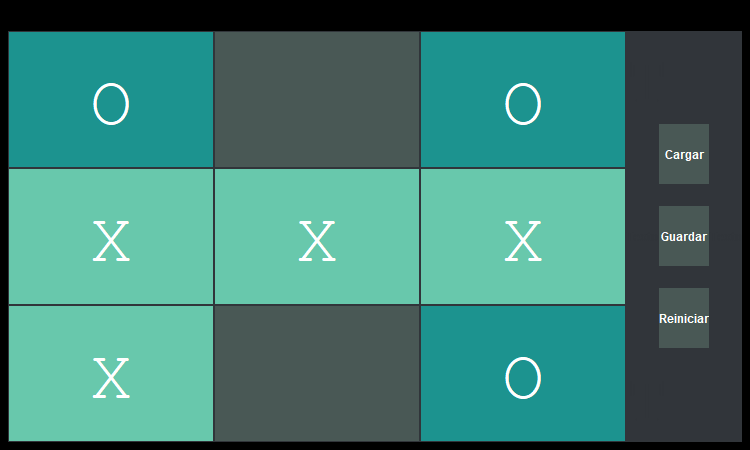 O O
X X X
X O
Cargar
Guardar
Reiniciar